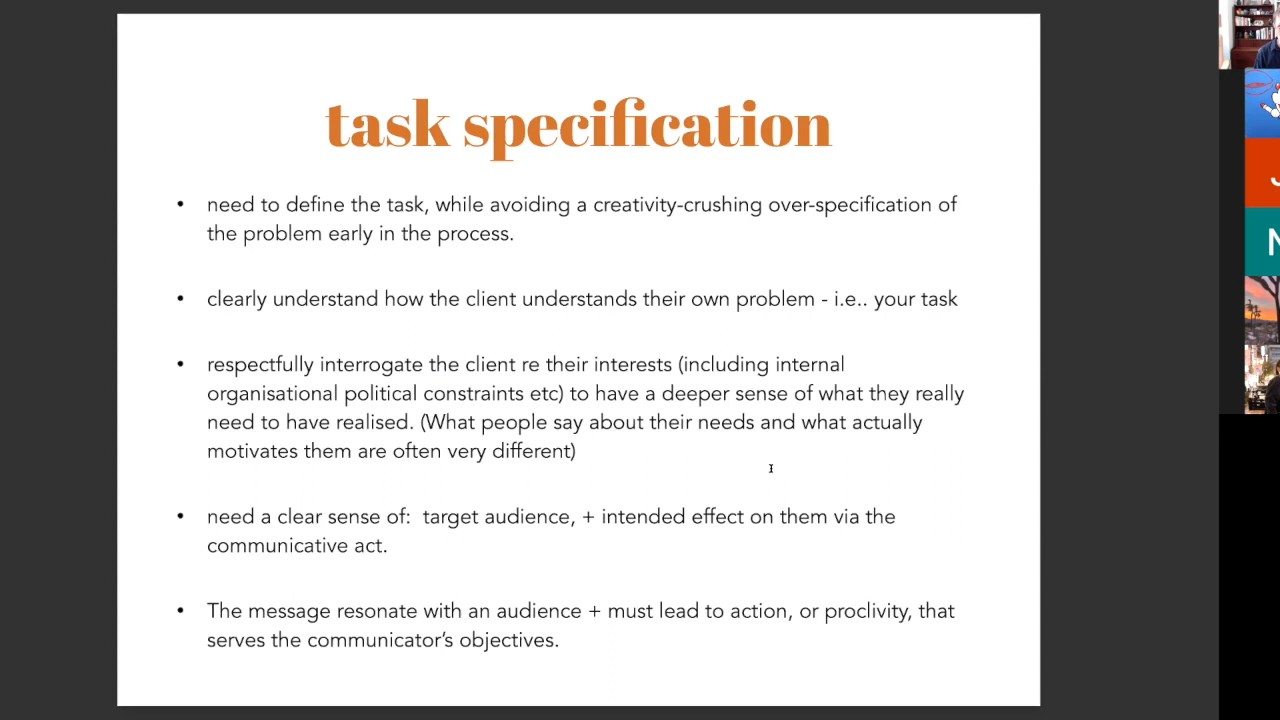 task specification
• need to define the task, while avoiding a creativity-crushing over-specification of
the problem early in the process.
• clearly understand how the client understands their own problem - i.e.. your task
• respectfully interrogate the client re their interests (including internal
organisational political constraints etc) to have a deeper sense of what they really
need to have realised. (What people say about their needs and what actually
motivates them are often very different)
• need a clear sense of:  target audience, + intended effect on them via the
communicative act.
• The message resonate with an audience + must lead to action, or proclivity, that
serves the communicator’s objectives.